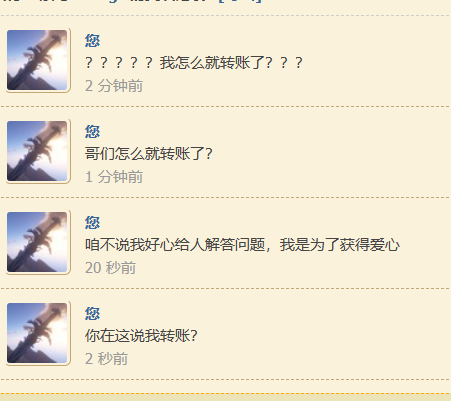 您
？？？？？我怎么就转账了？？？
2 分钟前
您
哥们怎么就转账了？
1 分钟前
您
咱不说我好心给人解答问题，我是为了获得爱心
20 秒前
您
你在这说我转账？
2 秒前